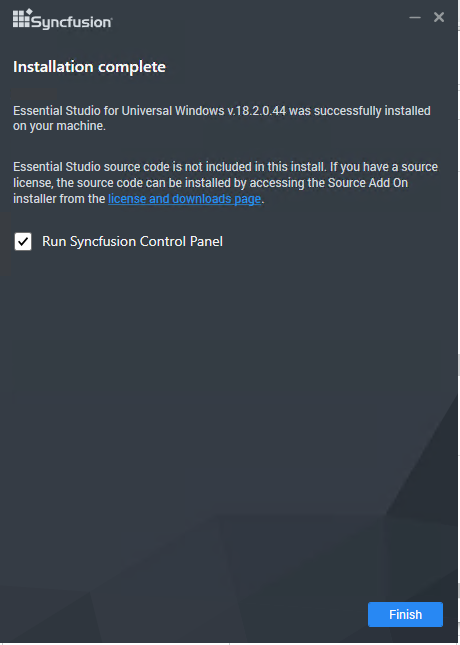 Syncfusion
Installation complete
Essential Studio for Universal Windows v.18.2.0.44 was successfully installed
on your machine.
Essential Studio source code is not included in this install. If you have a source
license, the source code can be installed by accessing the Source Add On
installer from the license and downloads page.
Run Syncfusion Control Panel
Finish